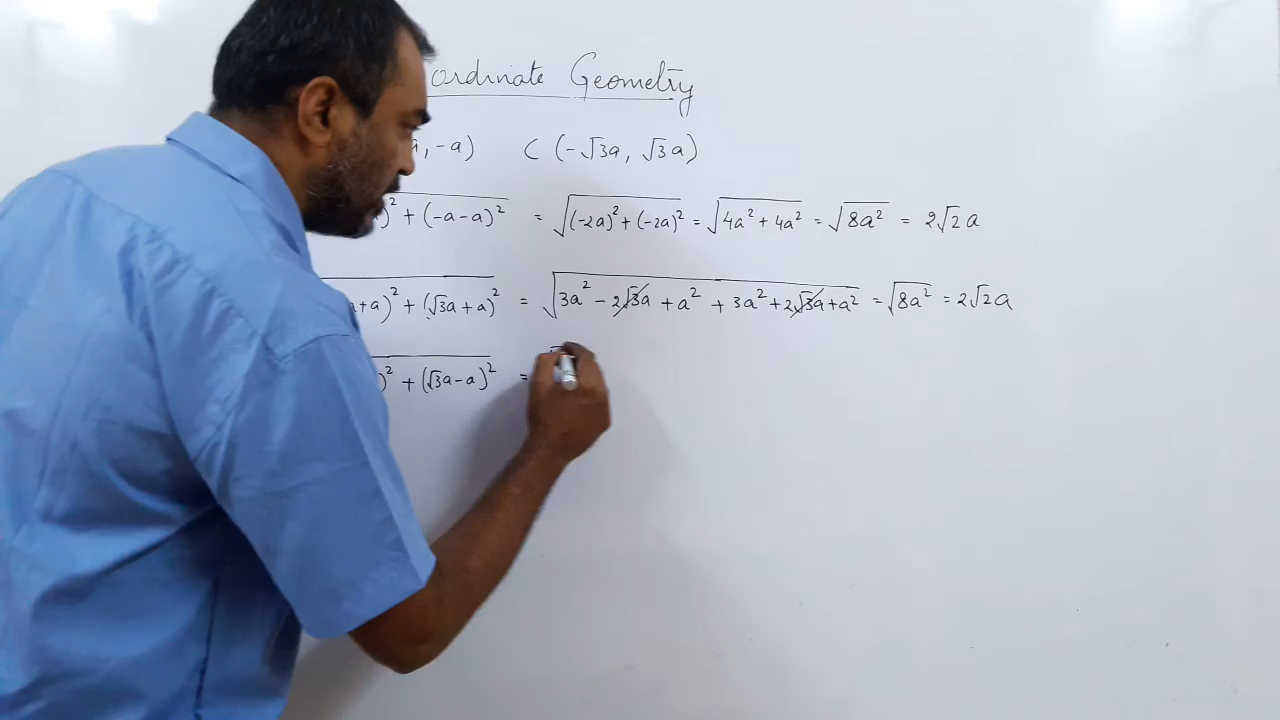 ordinate Geometry
, -a) C (-√3a, √3a)
)² + (-a-a)² = √(-2a)² + (-2a)² = √4a² + 4a² = √8a² = 2√2a
+a)² + (√3a+a)² = √3a² - 2√3a + a² + 3a² + 2√3a + a² = √8a² = 2√2a
)² + (√3a-a)² =